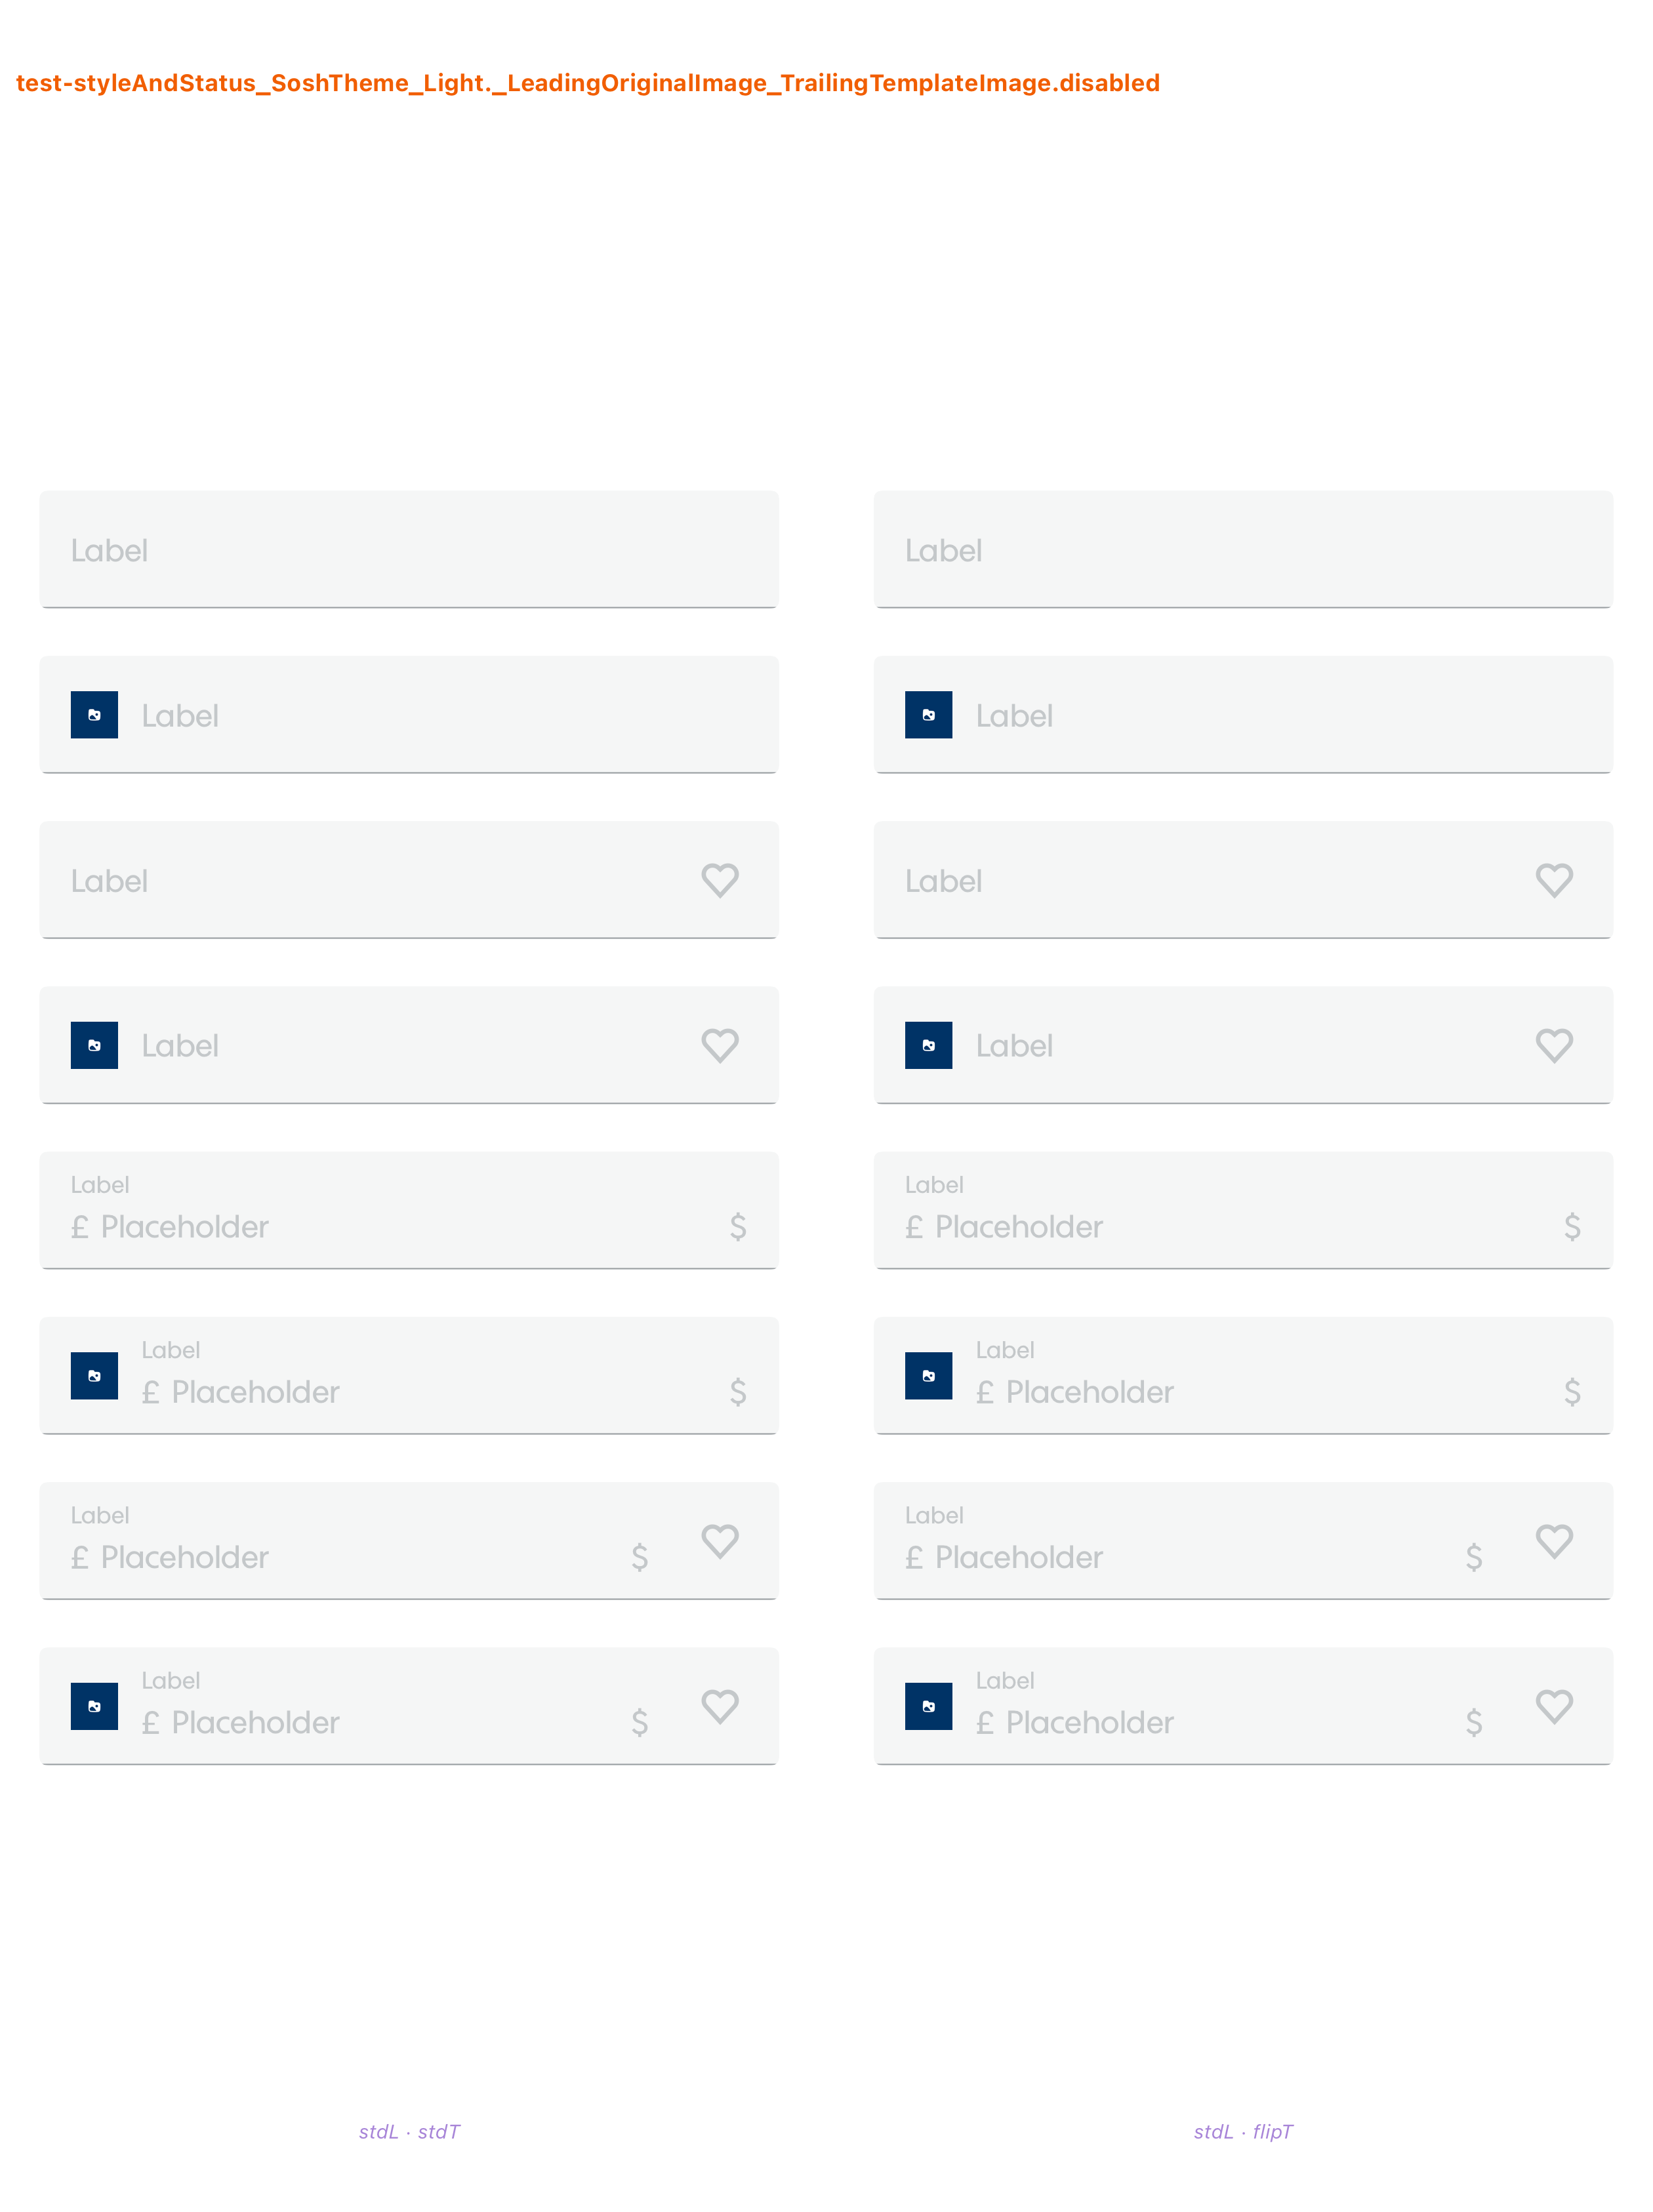 test-styleAndStatus_SoshTheme_Light._LeadingOriginalImage_TrailingTemplateImage.disabled
Label
Label
Label
Label
Label
£ Placeholder $
Label
£ Placeholder $
Label
£ Placeholder $
Label
£ Placeholder $
Label
Label
Label
Label
Label
£ Placeholder $
Label
£ Placeholder $
Label
£ Placeholder $
Label
£ Placeholder $
stdL · stdT
stdL · flipT